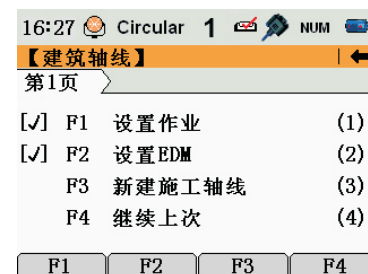 16:27 Circular 1 NUM
【建筑轴线】
第1页
[✓] F1 设置作业 (1)
[✓] F2 设置EDM (2)
F3 新建施工轴线 (3)
F4 继续上次 (4)
F1 F2 F3 F4